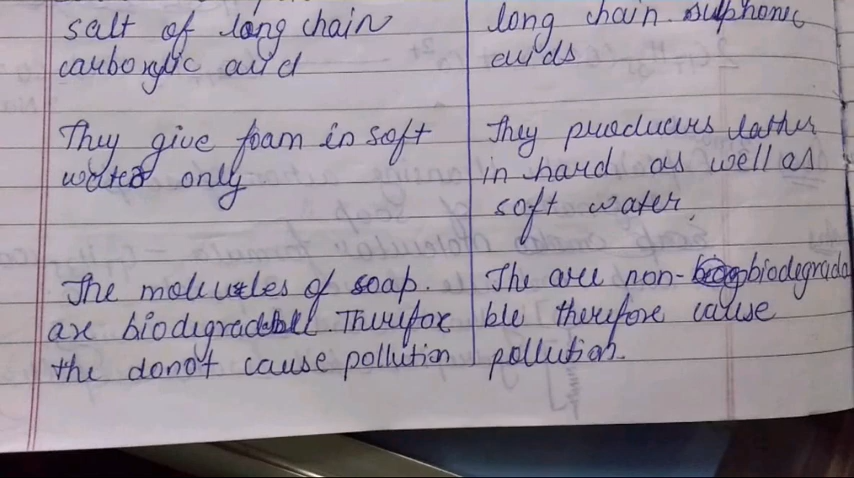 salt of long chain
carboxylic acid
They give foam in soft
water only
The molecules of soap.
are biodegradable. Therefore
the donot cause pollution
long chain sulphonic
acids
They producers lather
in hard as well as
soft water.
The are non-biodegrada
ble therefore cause
pollution.